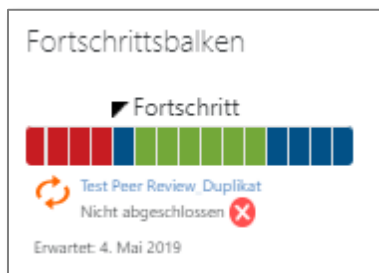 Fortschrittsbalken
Fortschritt
Test Peer Review_Duplikat
Nicht abgeschlossen
Erwartet: 4. Mai 2019